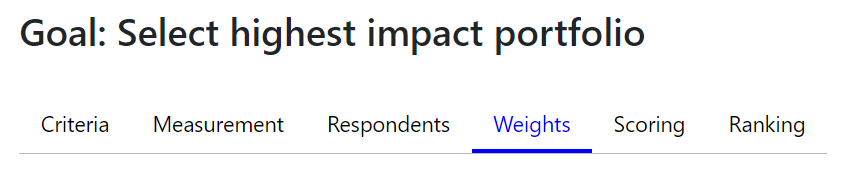 Goal: Select highest impact portfolio
Criteria Measurement Respondents Weights Scoring Ranking